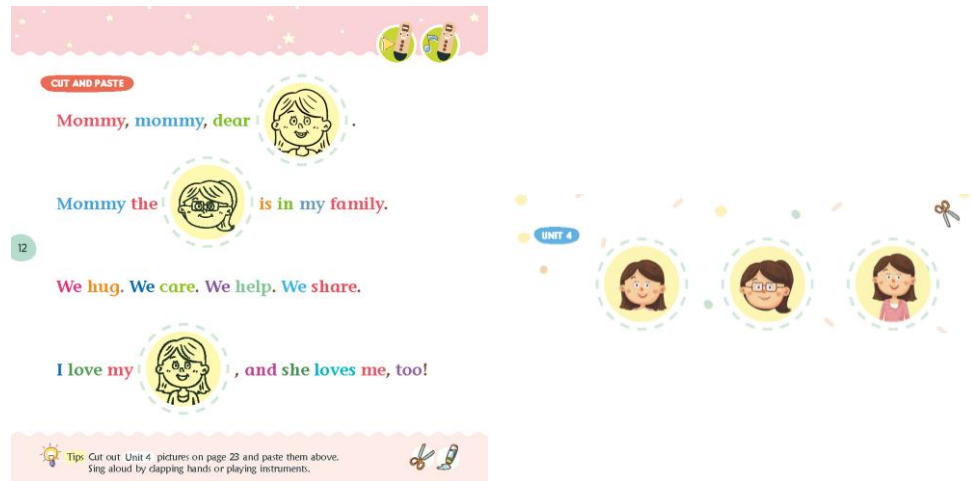 CUT AND PASTE
Mommy, mommy, dear .
Mommy the is in my family.
12
We hug. We care. We help. We share.
I love my , and she loves me, too!
Tips Cut out Unit 4 pictures on page 23 and paste them above.
Sing aloud by clapping hands or playing instruments.
UNIT 4